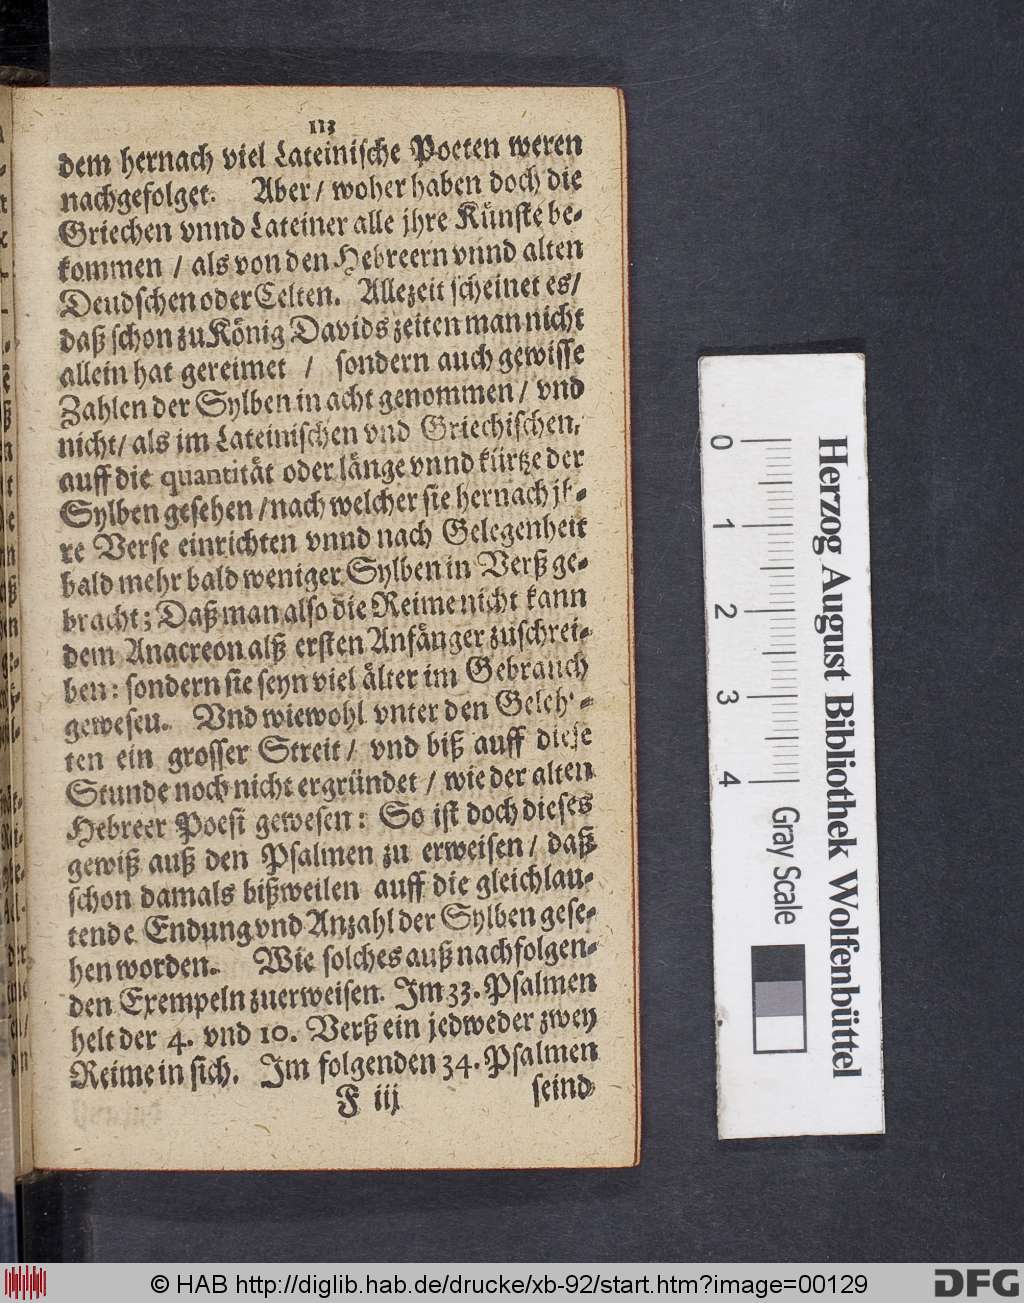 113
dem hernach viel Lateinische Poeten weren
nachgefolget. Aber / woher haben doch die
Griechen vnnd Lateiner alle jhre Künste be-
kommen / als von den Hebreern vnnd alten
Deudschen oder Celten. Allezeit scheinet es /
daß schon zu König Davids zeiten man nicht
allein hat gereimet / sondern auch gewisse
Zahlen der Sylben in acht genommen / vnd
nicht / als im Lateinischen vnd Griechischen,
auff die quantität oder länge vnnd kürtze der
Sylben gesehen / nach welcher sie hernach jh-
re Verse einrichten vnnd nach Gelegenheit
bald mehr bald weniger Sylben in Verß ge-
bracht; Daß man also die Reime nicht kann
dem Anacreon alß ersten Anfänger zuschrei-
ben: sondern sie seyn viel älter im Gebrauch
gewesen. Vnd wiewohl vnter den Geleh-
ten ein grosser Streit / vnd biß auff diese
Stunde noch nicht ergründet / wie der alten
Hebreer Poesi gewesen: So ist doch dieses
gewiß auß den Psalmen zu erweisen / daß
schon damals bißweilen auff die gleichlau-
tende Endung vnd Anzahl der Sylben gese-
hen worden. Wie solches auß nachfolgen-
den Exempeln zuerweisen. Im 33. Psalmen
helt der 4. vnd 10. Verß ein jedweder zwey
Reime in sich. Im folgenden 34. Psalmen
F iij seind
0 1 2 3 4
Gray Scale
Herzog August Bibliothek Wolfenbüttel
© HAB http://diglib.hab.de/drucke/xb-92/start.htm?image=00129
DFG